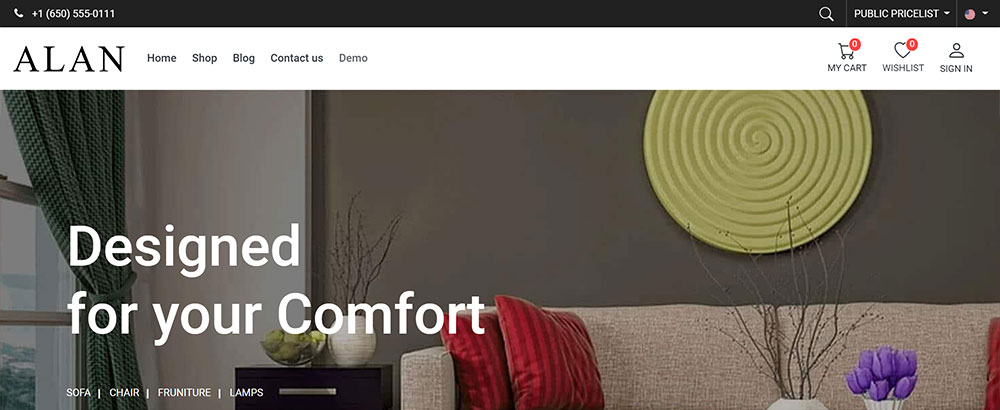 +1 (650) 555-0111
PUBLIC PRICELIST
ALAN
Home Shop Blog Contact us Demo
0 0
MY CART WISHLIST SIGN IN
Designed
for your Comfort
SOFA | CHAIR | FRUNITURE | LAMPS